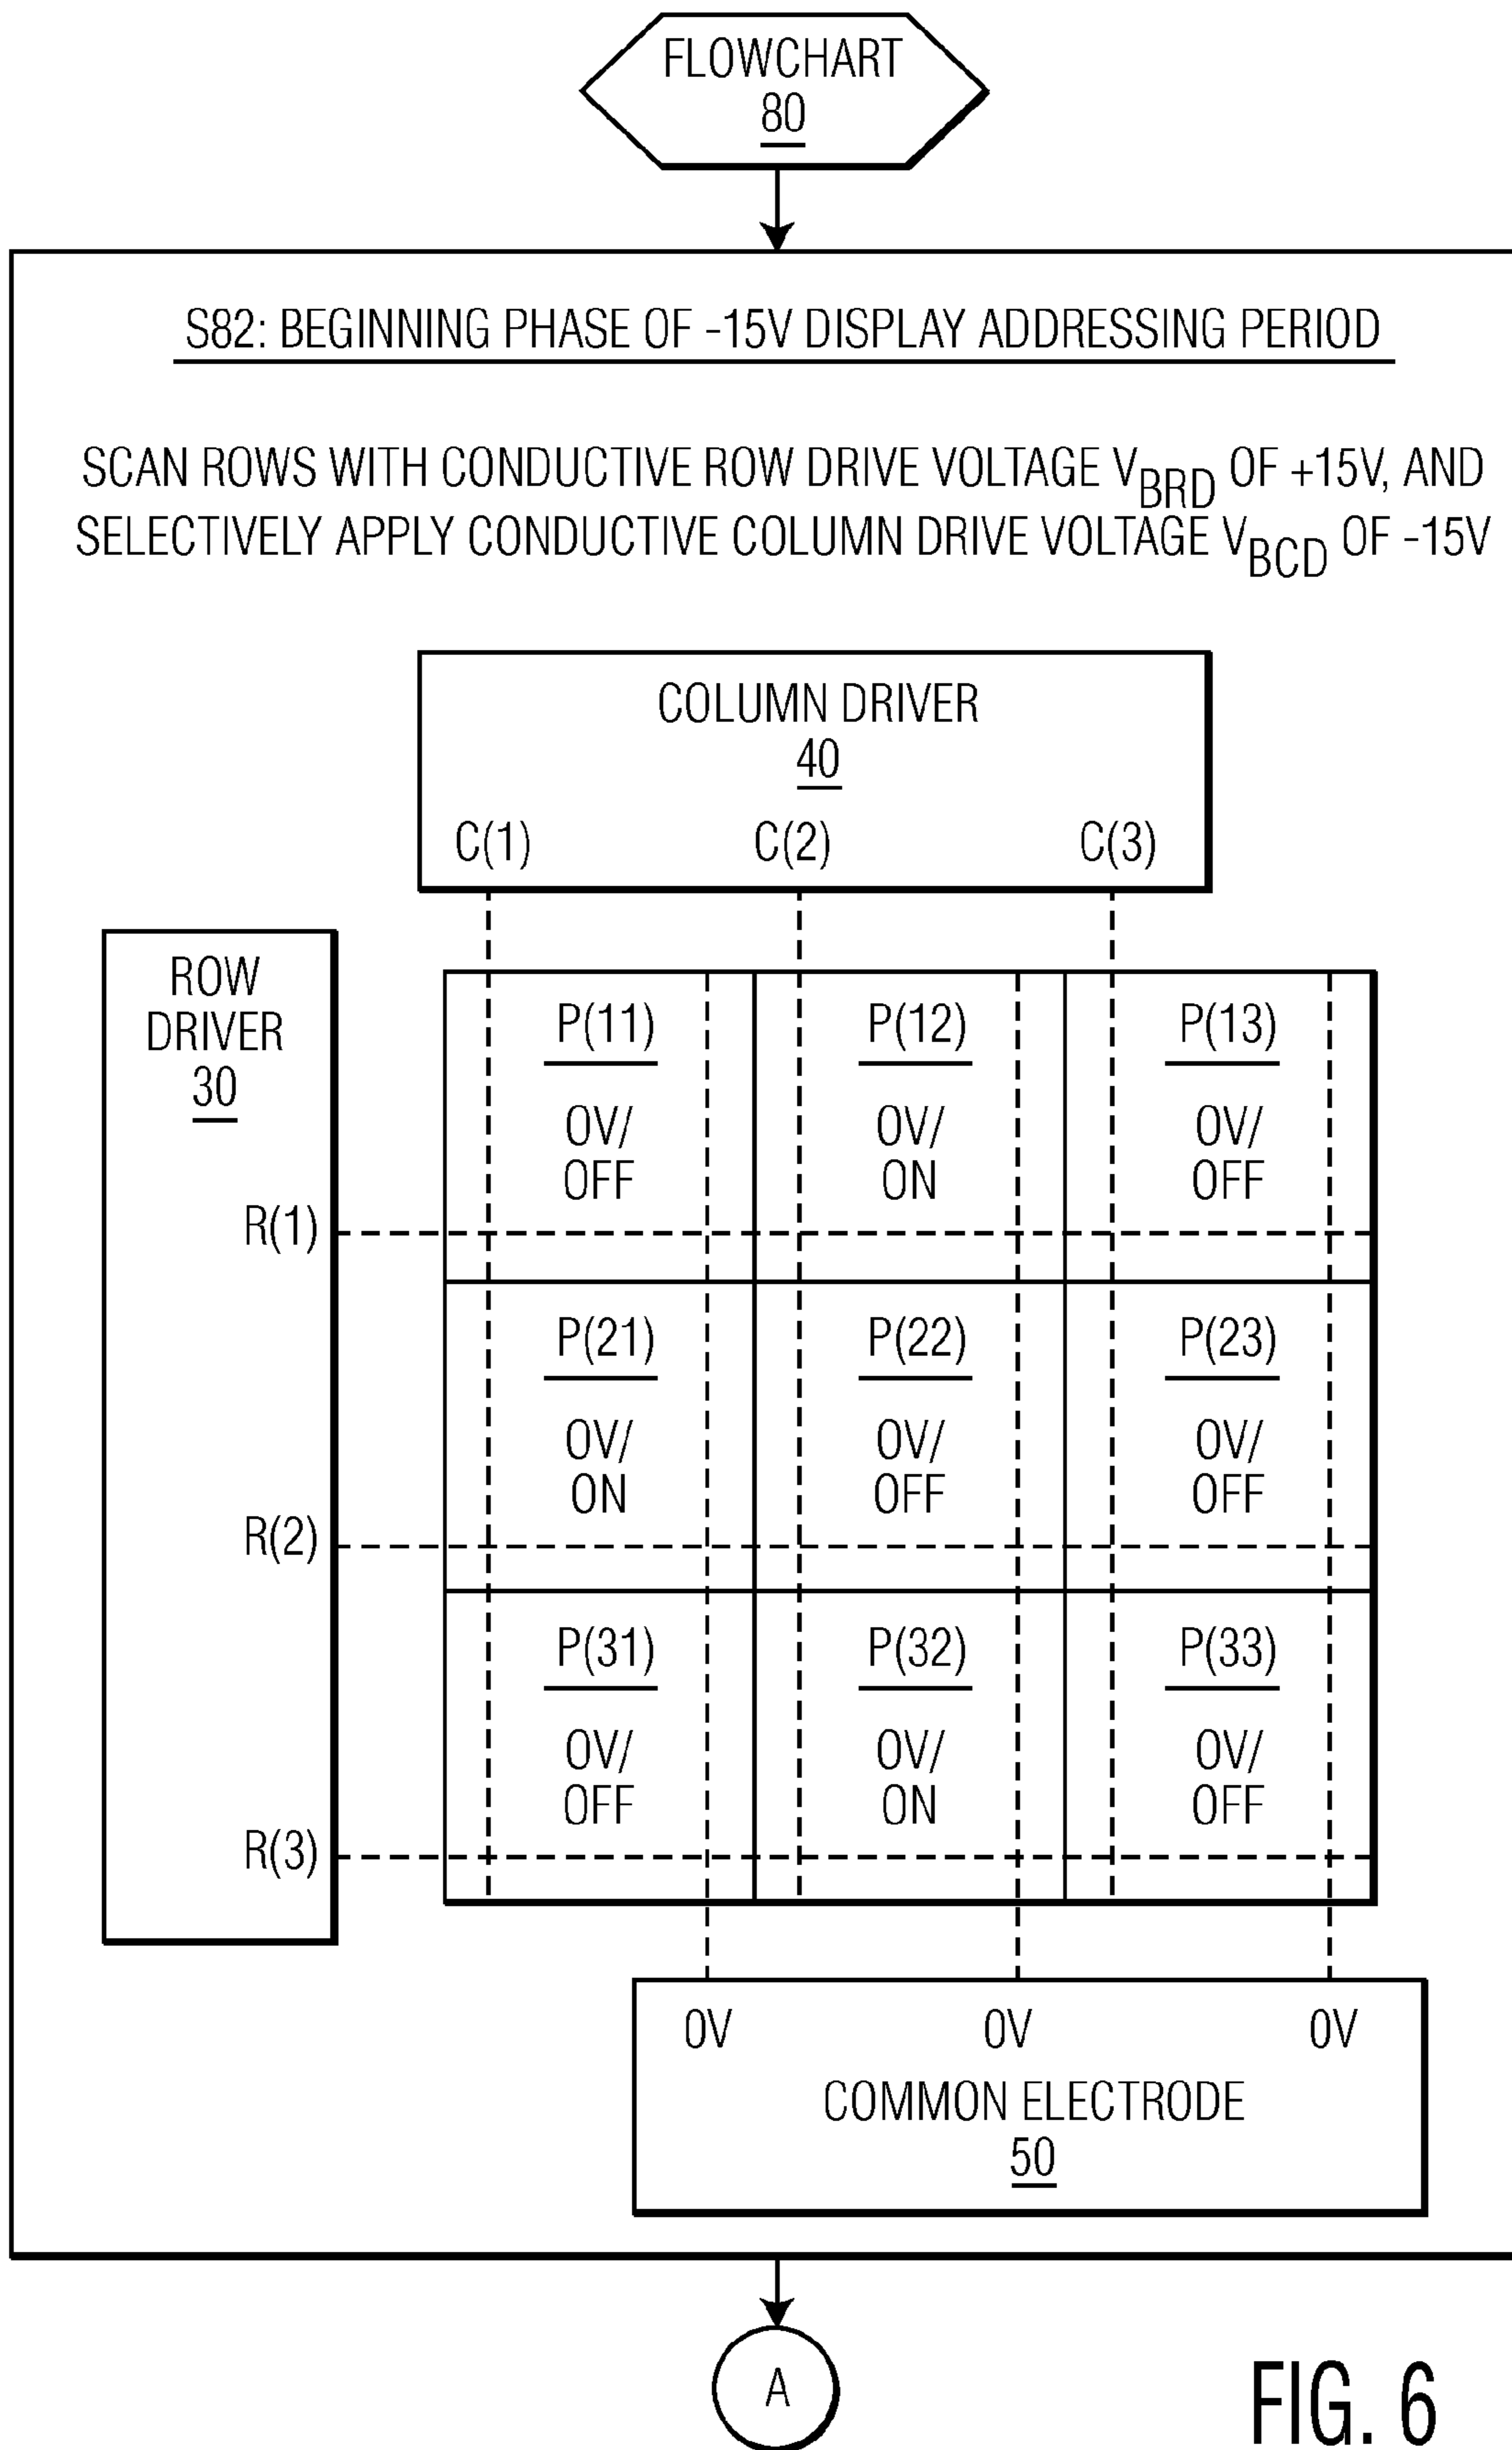 FLOWCHART
80
S82: BEGINNING PHASE OF -15V DISPLAY ADDRESSING PERIOD
SCAN ROWS WITH CONDUCTIVE ROW DRIVE VOLTAGE VBRD OF +15V, AND
SELECTIVELY APPLY CONDUCTIVE COLUMN DRIVE VOLTAGE VBCD OF -15V
COLUMN DRIVER
40
C(1) C(2) C(3)
ROW
DRIVER
30
P(11) P(12) P(13)
0V/ 0V/ 0V/
OFF ON OFF
R(1)
P(21) P(22) P(23)
0V/ 0V/ 0V/
ON OFF OFF
R(2)
P(31) P(32) P(33)
0V/ 0V/ 0V/
OFF ON OFF
R(3)
0V 0V 0V
COMMON ELECTRODE
50
A
FIG. 6